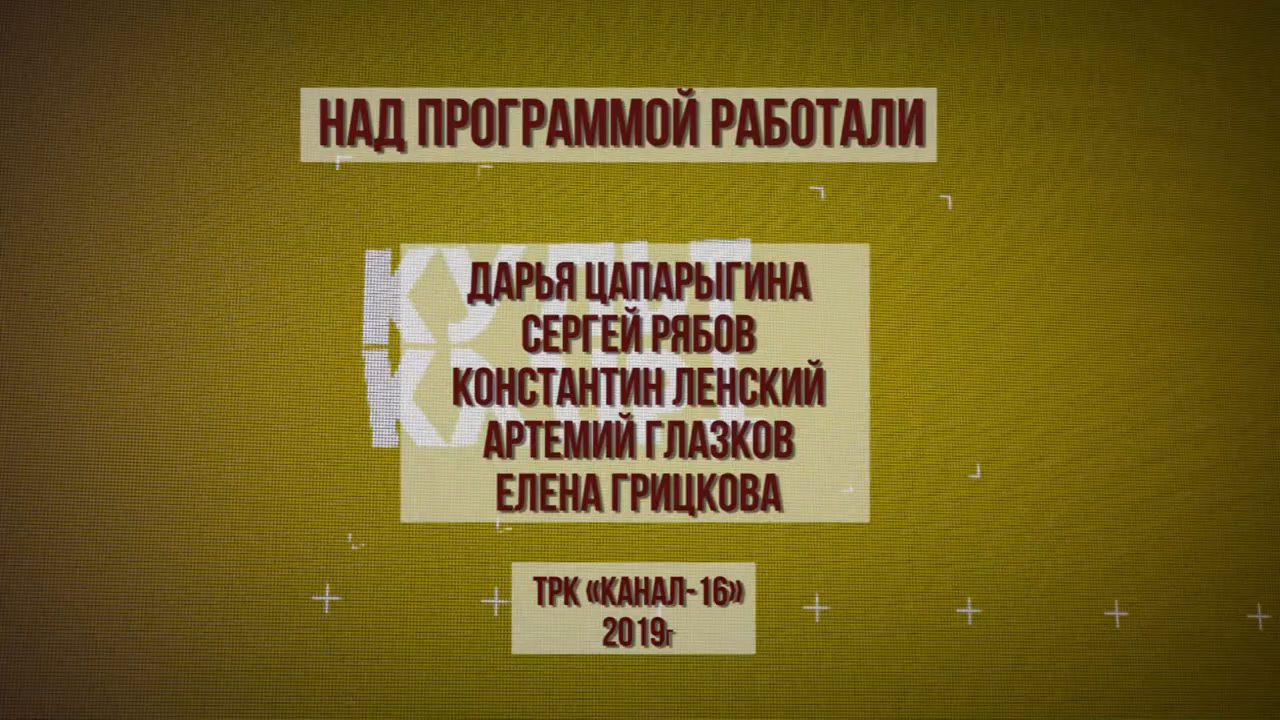 НАД ПРОГРАММОЙ РАБОТАЛИ
ДАРЬЯ ЦАПАРЫГИНА
СЕРГЕЙ РЯБОВ
КОНСТАНТИН ЛЕНСКИЙ
АРТЕМИЙ ГЛАЗКОВ
ЕЛЕНА ГРИЦКОВА
ТРК «КАНАЛ-16»
2019г